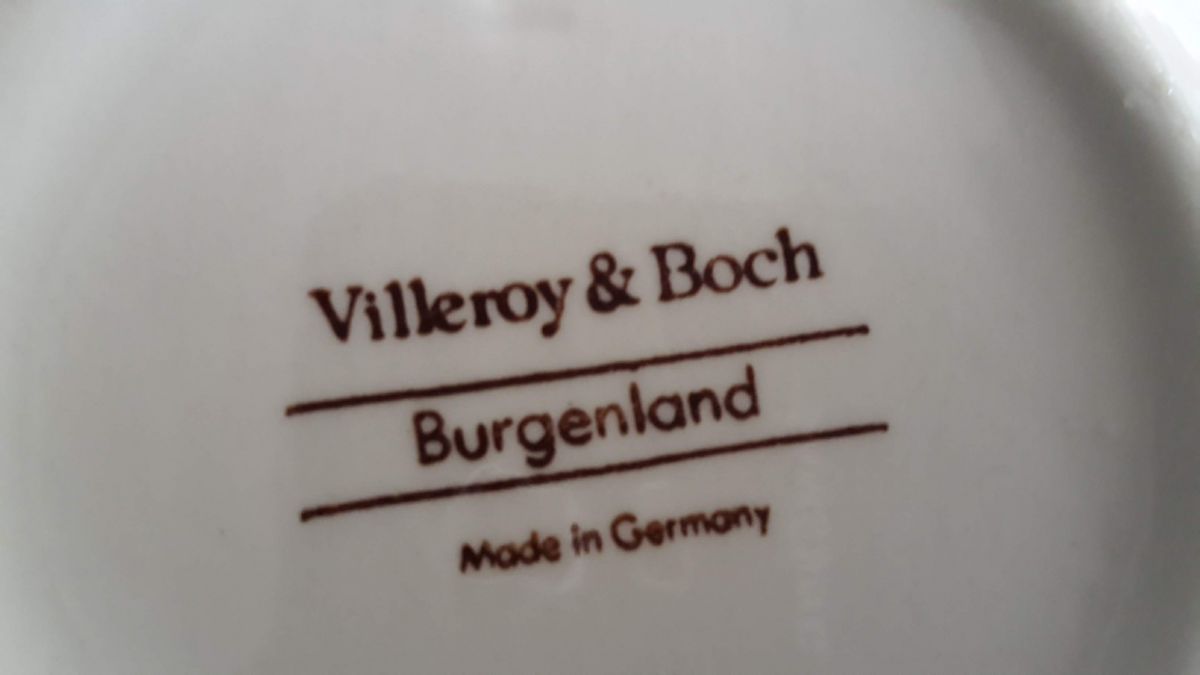 Villeroy & Boch
Burgenland
Made in Germany